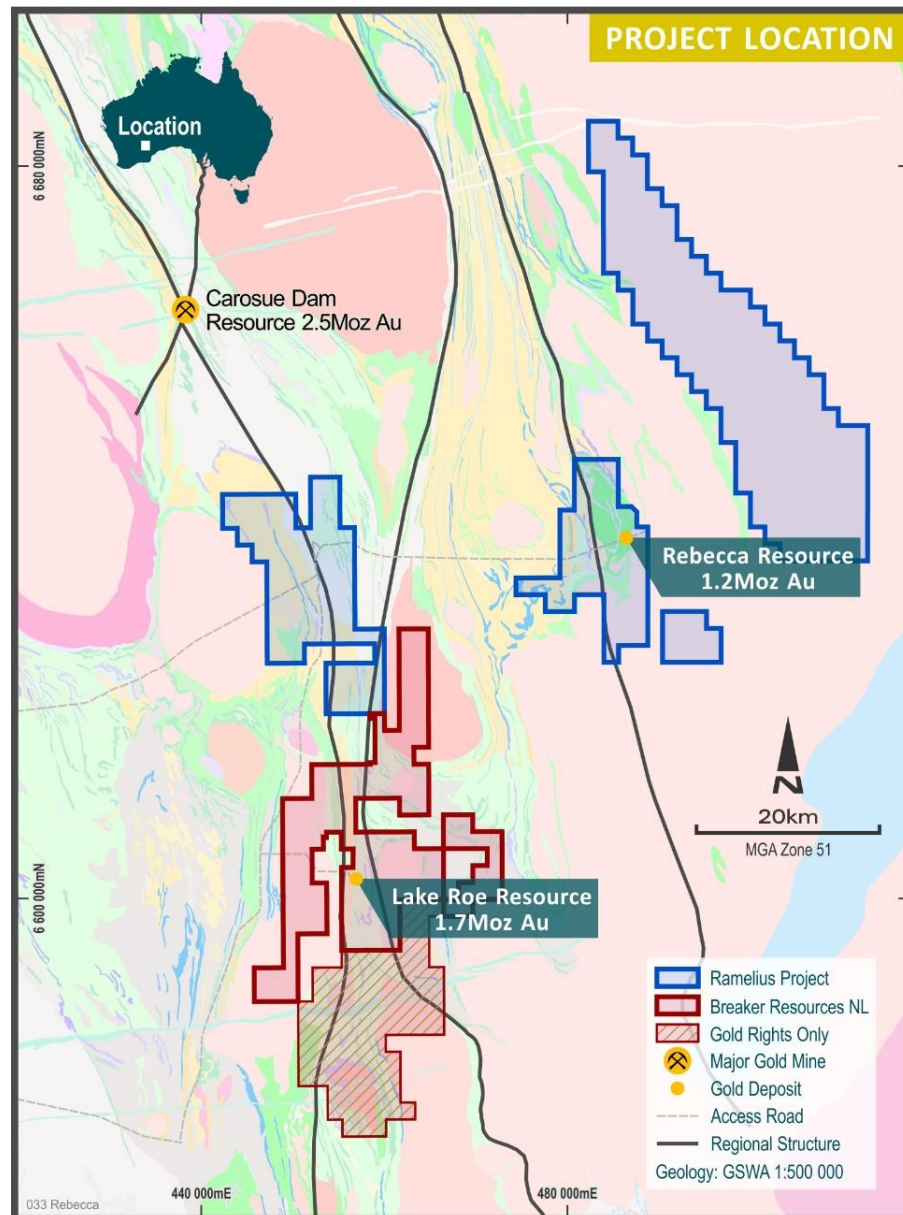 PROJECT LOCATION
Location
6 680 000mN
Carosue Dam
Resource 2.5Moz Au
Rebecca Resource
1.2Moz Au
N
20km
MGA Zone 51
6 600 000mN
Lake Roe Resource
1.7Moz Au
Ramelius Project
Breaker Resources NL
Gold Rights Only
Major Gold Mine
Gold Deposit
Access Road
Regional Structure
Geology: GSWA 1:500 000
033 Rebecca
440 000mE
480 000mE